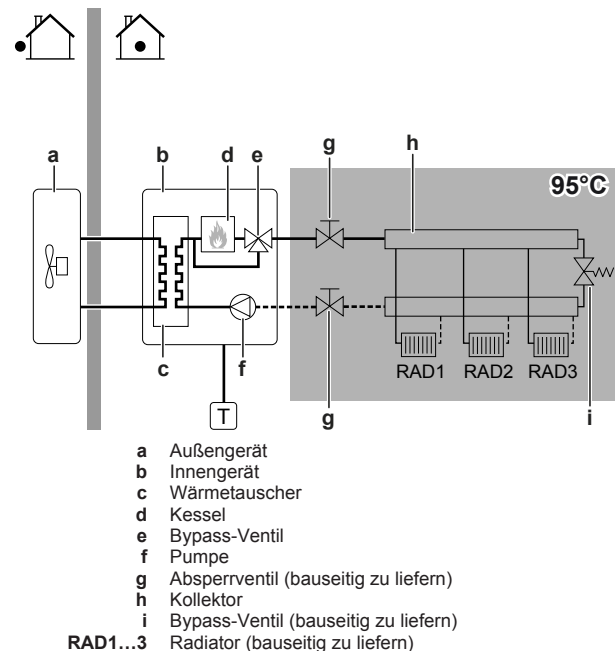 g
h
a
b
d
e
95°C
RAD1
RAD2
RAD3
c
f
T
g
i
a Außengerät
b Innengerät
c Wärmetauscher
d Kessel
e Bypass-Ventil
f Pumpe
g Absperrventil (bauseitig zu liefern)
h Kollektor
i Bypass-Ventil (bauseitig zu liefern)
RAD1...3 Radiator (bauseitig zu liefern)